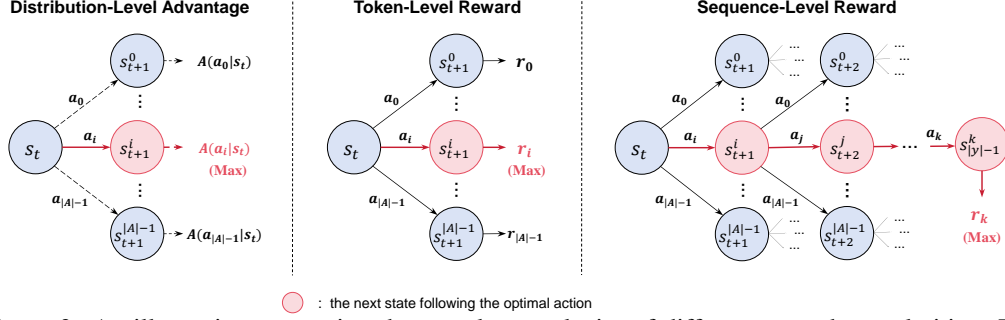 Distribution-Level Advantage
s_t
a_0
a_i
a_{|A|-1}
s_{t+1}^0
⋮
s_{t+1}^i
⋮
s_{t+1}^{|A|-1}
A(a_0|s_t)
A(a_i|s_t)
(Max)
A(a_{|A|-1}|s_t)
Token-Level Reward
s_t
a_0
a_i
a_{|A|-1}
s_{t+1}^0
⋮
s_{t+1}^i
⋮
s_{t+1}^{|A|-1}
r_0
r_i
(Max)
r_{|A|-1}
Sequence-Level Reward
s_t
a_0
a_i
a_{|A|-1}
s_{t+1}^0
...
...
...
⋮
s_{t+1}^i
⋮
s_{t+1}^{|A|-1}
...
...
...
a_0
a_j
a_{|A|-1}
s_{t+2}^0
...
...
...
⋮
s_{t+2}^j
⋮
s_{t+2}^{|A|-1}
...
...
...
...
a_k
s_{|y|-1}^k
r_k
(Max)
: the next state following the optimal action